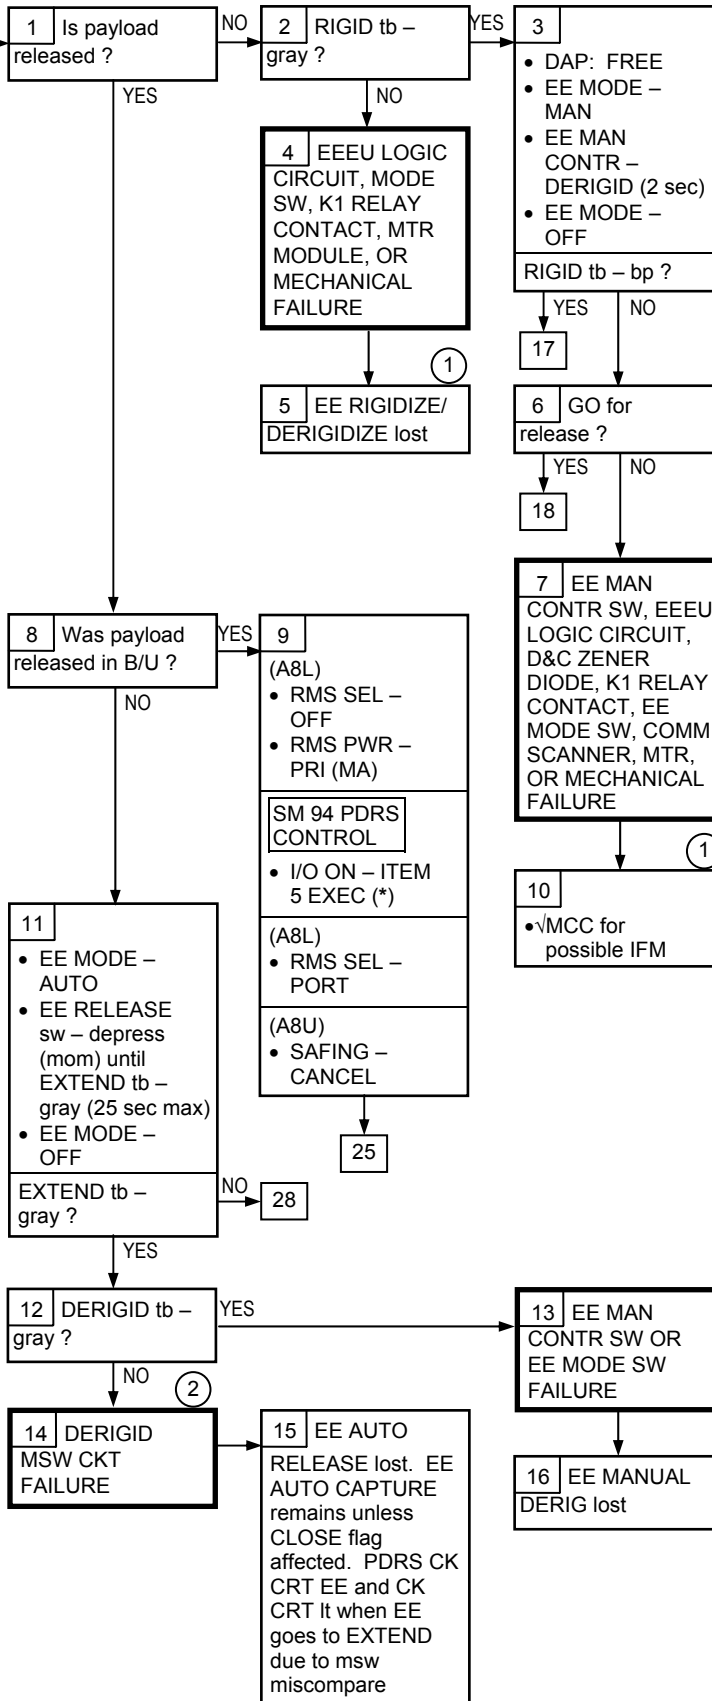 1 Is payload
released ?
NO
YES
2 RIGID tb –
gray ?
YES
NO
3
• DAP: FREE
• EE MODE –
MAN
• EE MAN
CONTR –
DERIGID (2 sec)
• EE MODE –
OFF
RIGID tb – bp ?
YES
NO
17
4 EEEU LOGIC
CIRCUIT, MODE
SW, K1 RELAY
CONTACT, MTR
MODULE, OR
MECHANICAL
FAILURE
1
5 EE RIGIDIZE/
DERIGIDIZE lost
6 GO for
release ?
YES
NO
18
7 EE MAN
CONTR SW, EEEU
LOGIC CIRCUIT,
D&C ZENER
DIODE, K1 RELAY
CONTACT, EE
MODE SW, COMM
SCANNER, MTR,
OR MECHANICAL
FAILURE
1
8 Was payload
released in B/U ?
YES
NO
9
(A8L)
• RMS SEL –
OFF
• RMS PWR –
PRI (MA)
SM 94 PDRS
CONTROL
• I/O ON – ITEM
5 EXEC (*)
(A8L)
• RMS SEL –
PORT
(A8U)
• SAFING –
CANCEL
25
10
•√MCC for
possible IFM
11
• EE MODE –
AUTO
• EE RELEASE
sw – depress
(mom) until
EXTEND tb –
gray (25 sec max)
• EE MODE –
OFF
EXTEND tb –
gray ?
NO
28
YES
12 DERIGID tb –
gray ?
YES
NO
2
13 EE MAN
CONTR SW OR
EE MODE SW
FAILURE
14 DERIGID
MSW CKT
FAILURE
15 EE AUTO
RELEASE lost. EE
AUTO CAPTURE
remains unless
CLOSE flag
affected. PDRS CK
CRT EE and CK
CRT lt when EE
goes to EXTEND
due to msw
miscompare
16 EE MANUAL
DERIG lost